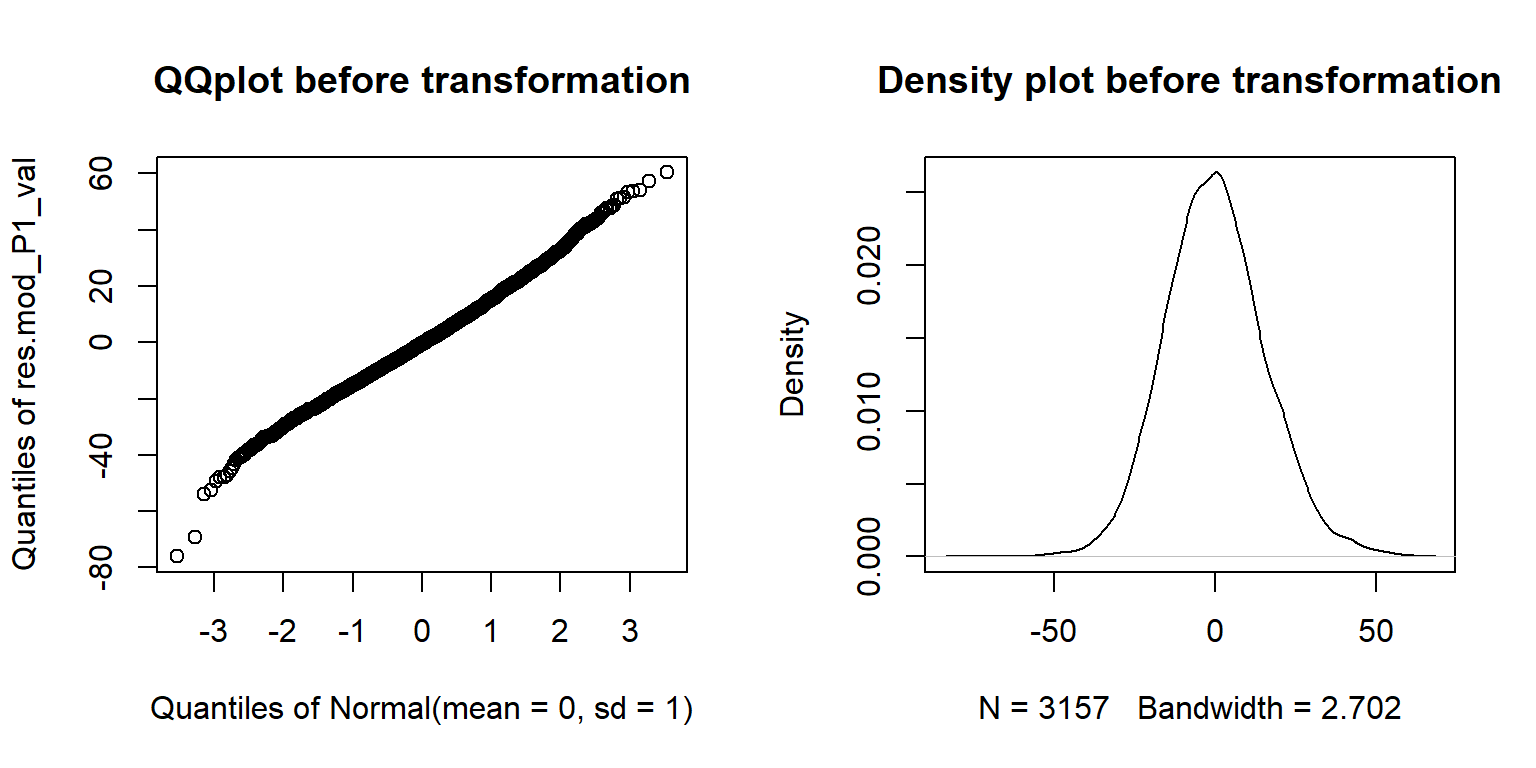 QQplot before transformation
Quantiles of res.mod_P1_val
60
20
0
-40
-80
-3 -2 -1 0 1 2 3
Quantiles of Normal(mean = 0, sd = 1)
Density plot before transformation
Density
0.020
0.010
0.000
-50 0 50
N = 3157 Bandwidth = 2.702